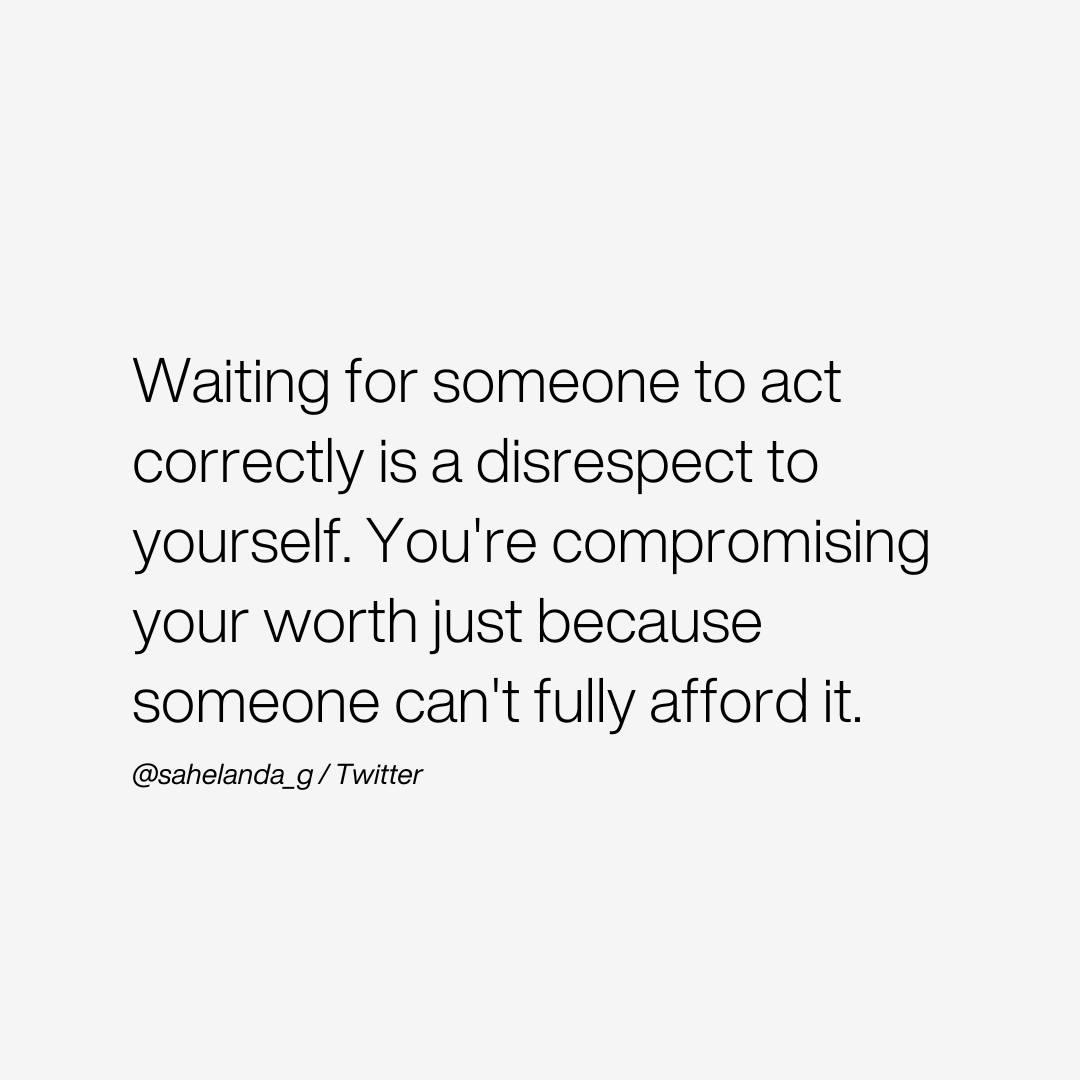 Waiting for someone to act
correctly is a disrespect to
yourself. You're compromising
your worth just because
someone can't fully afford it.
@sahelanda_g / Twitter